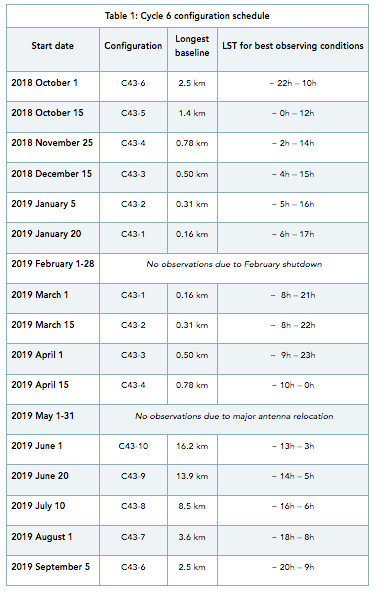 Table 1: Cycle 6 configuration schedule
Start date Configuration Longest baseline LST for best observing conditions
2018 October 1 C43-6 2.5 km ~ 22h – 10h
2018 October 15 C43-5 1.4 km ~ 0h – 12h
2018 November 25 C43-4 0.78 km ~ 2h – 14h
2018 December 15 C43-3 0.50 km ~ 4h – 15h
2019 January 5 C43-2 0.31 km ~ 5h – 16h
2019 January 20 C43-1 0.16 km ~ 6h – 17h
2019 February 1-28 No observations due to February shutdown
2019 March 1 C43-1 0.16 km ~ 8h – 21h
2019 March 15 C43-2 0.31 km ~ 8h – 22h
2019 April 1 C43-3 0.50 km ~ 9h – 23h
2019 April 15 C43-4 0.78 km ~ 10h – 0h
2019 May 1-31 No observations due to major antenna relocation
2019 June 1 C43-10 16.2 km ~ 13h – 3h
2019 June 20 C43-9 13.9 km ~ 14h – 5h
2019 July 10 C43-8 8.5 km ~ 16h – 6h
2019 August 1 C43-7 3.6 km ~ 18h – 8h
2019 September 5 C43-6 2.5 km ~ 20h – 9h